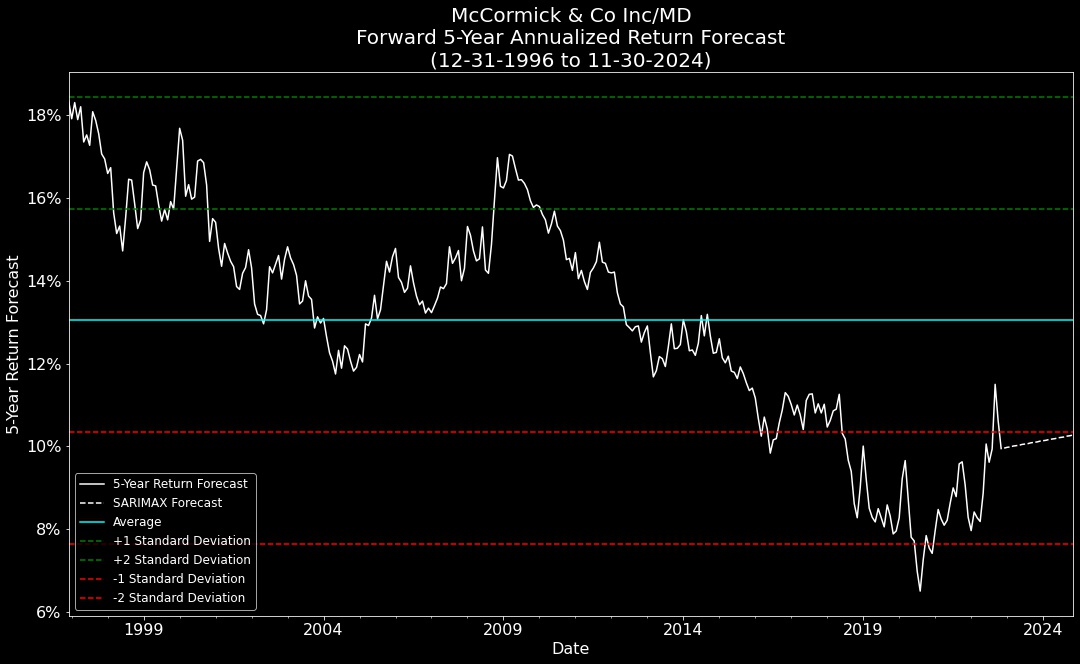 McCormick & Co Inc/MD
Forward 5-Year Annualized Return Forecast
(12-31-1996 to 11-30-2024)
5-Year Return Forecast
18%
16%
14%
12%
10%
8%
6%
5-Year Return Forecast
SARIMAX Forecast
Average
+1 Standard Deviation
+2 Standard Deviation
-1 Standard Deviation
-2 Standard Deviation
1999
2004
2009
2014
2019
2024
Date